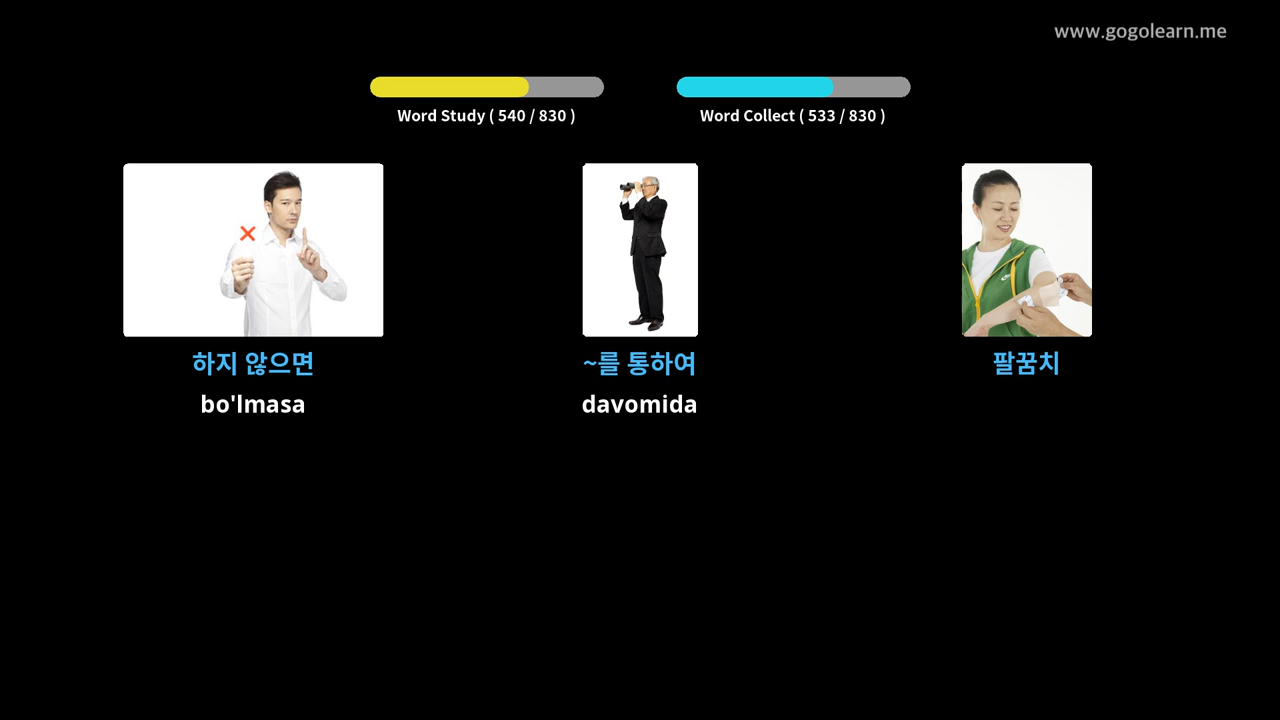 www.gogolearn.me
Word Study ( 540 / 830 )
Word Collect ( 533 / 830 )
하지 않으면
~를 통하여
팔꿈치
bo'lmasa
davomida